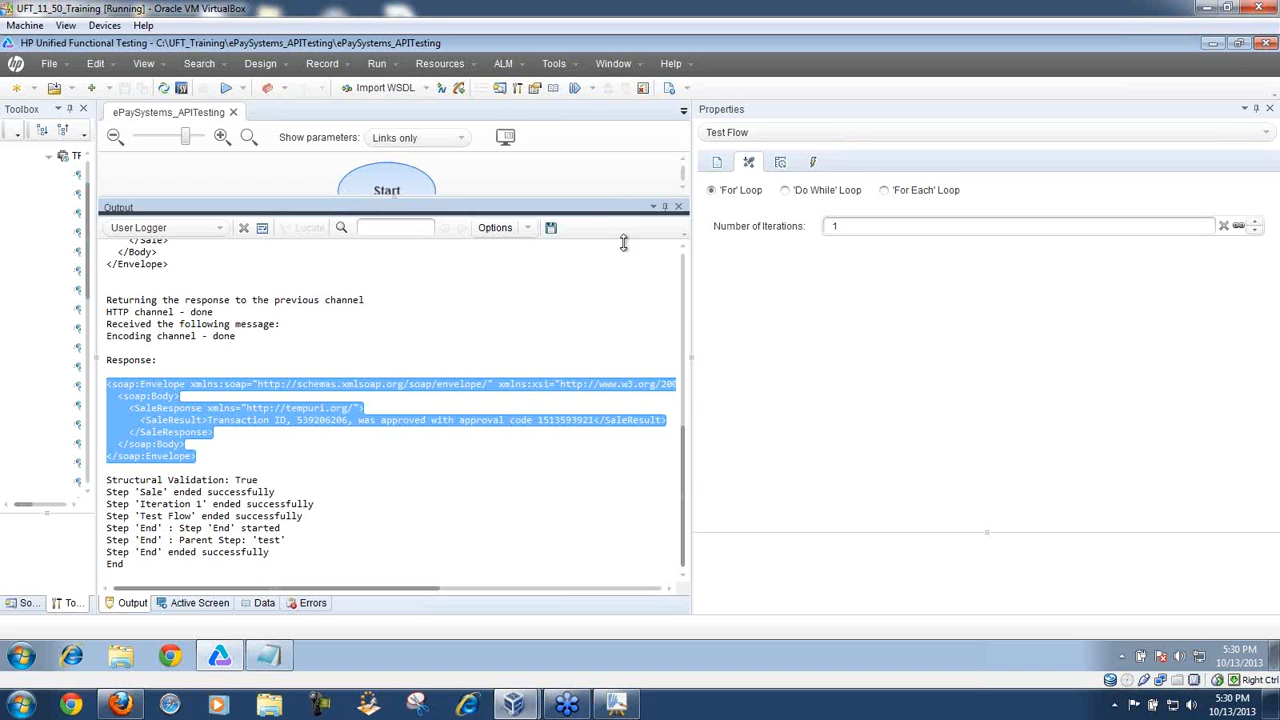 UFT_11_50_Training [Running] - Oracle VM VirtualBox
Machine View Devices Help
HP Unified Functional Testing - C:\UFT_Training\ePaySystems_APITesting\ePaySystems_APITesting
hp File Edit View Search Design Record Run Resources ALM Tools Window Help
Import WSDL
Toolbox
ePaySystems_APITesting
Properties
Show parameters: Links only
Test Flow
Start
'For' Loop 'Do While' Loop 'For Each' Loop
Number of Iterations: 1
Output
User Logger Locate Options
</Sale>
</Body>
</Envelope>
Returning the response to the previous channel
HTTP channel - done
Received the following message:
Encoding channel - done
Response:
<soap:Envelope xmlns:soap="http://schemas.xmlsoap.org/soap/envelope/" xmlns:xsi="http://www.w3.org/200
<soap:Body>
<SaleResponse xmlns="http://tempuri.org/">
<SaleResult>Transaction ID, 539206206, was approved with approval code 1513593921</SaleResult>
</SaleResponse>
</soap:Body>
</soap:Envelope>
Structural Validation: True
Step 'Sale' ended successfully
Step 'Iteration 1' ended successfully
Step 'Test Flow' ended successfully
Step 'End' : Step 'End' started
Step 'End' : Parent Step: 'test'
Step 'End' ended successfully
End
So... To... Output Active Screen Data Errors
5:30 PM
10/13/2013
Right Ctrl
5:30 PM
10/13/2013